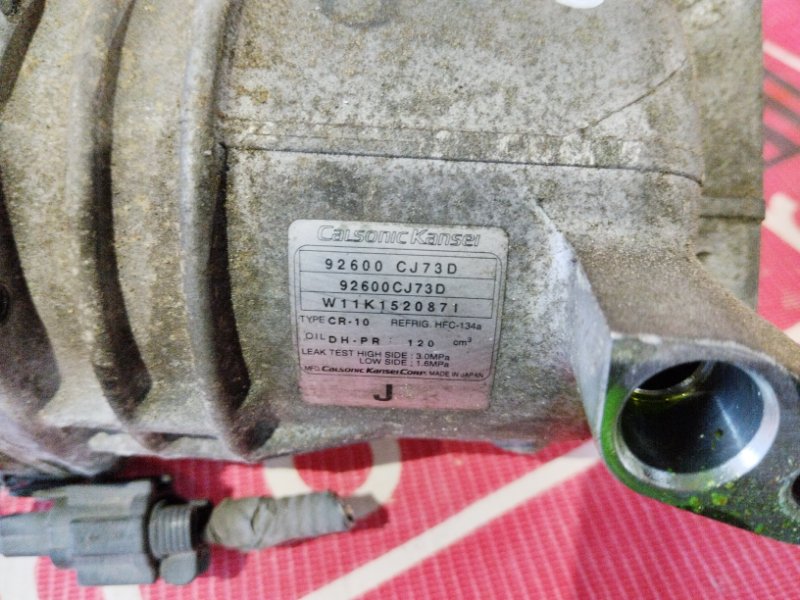 CALSONIC KANSEI
92600 CJ73D
92600CJ73D
W11K1520871
TYPE CR-10 REFRIG. HFC-134a
OIL DH-PR : 120 cm³
LEAK TEST HIGH SIDE : 3.0MPa
LOW SIDE : 1.6MPa
MFG. CALSONIC KANSEI CORP. MADE IN JAPAN
J